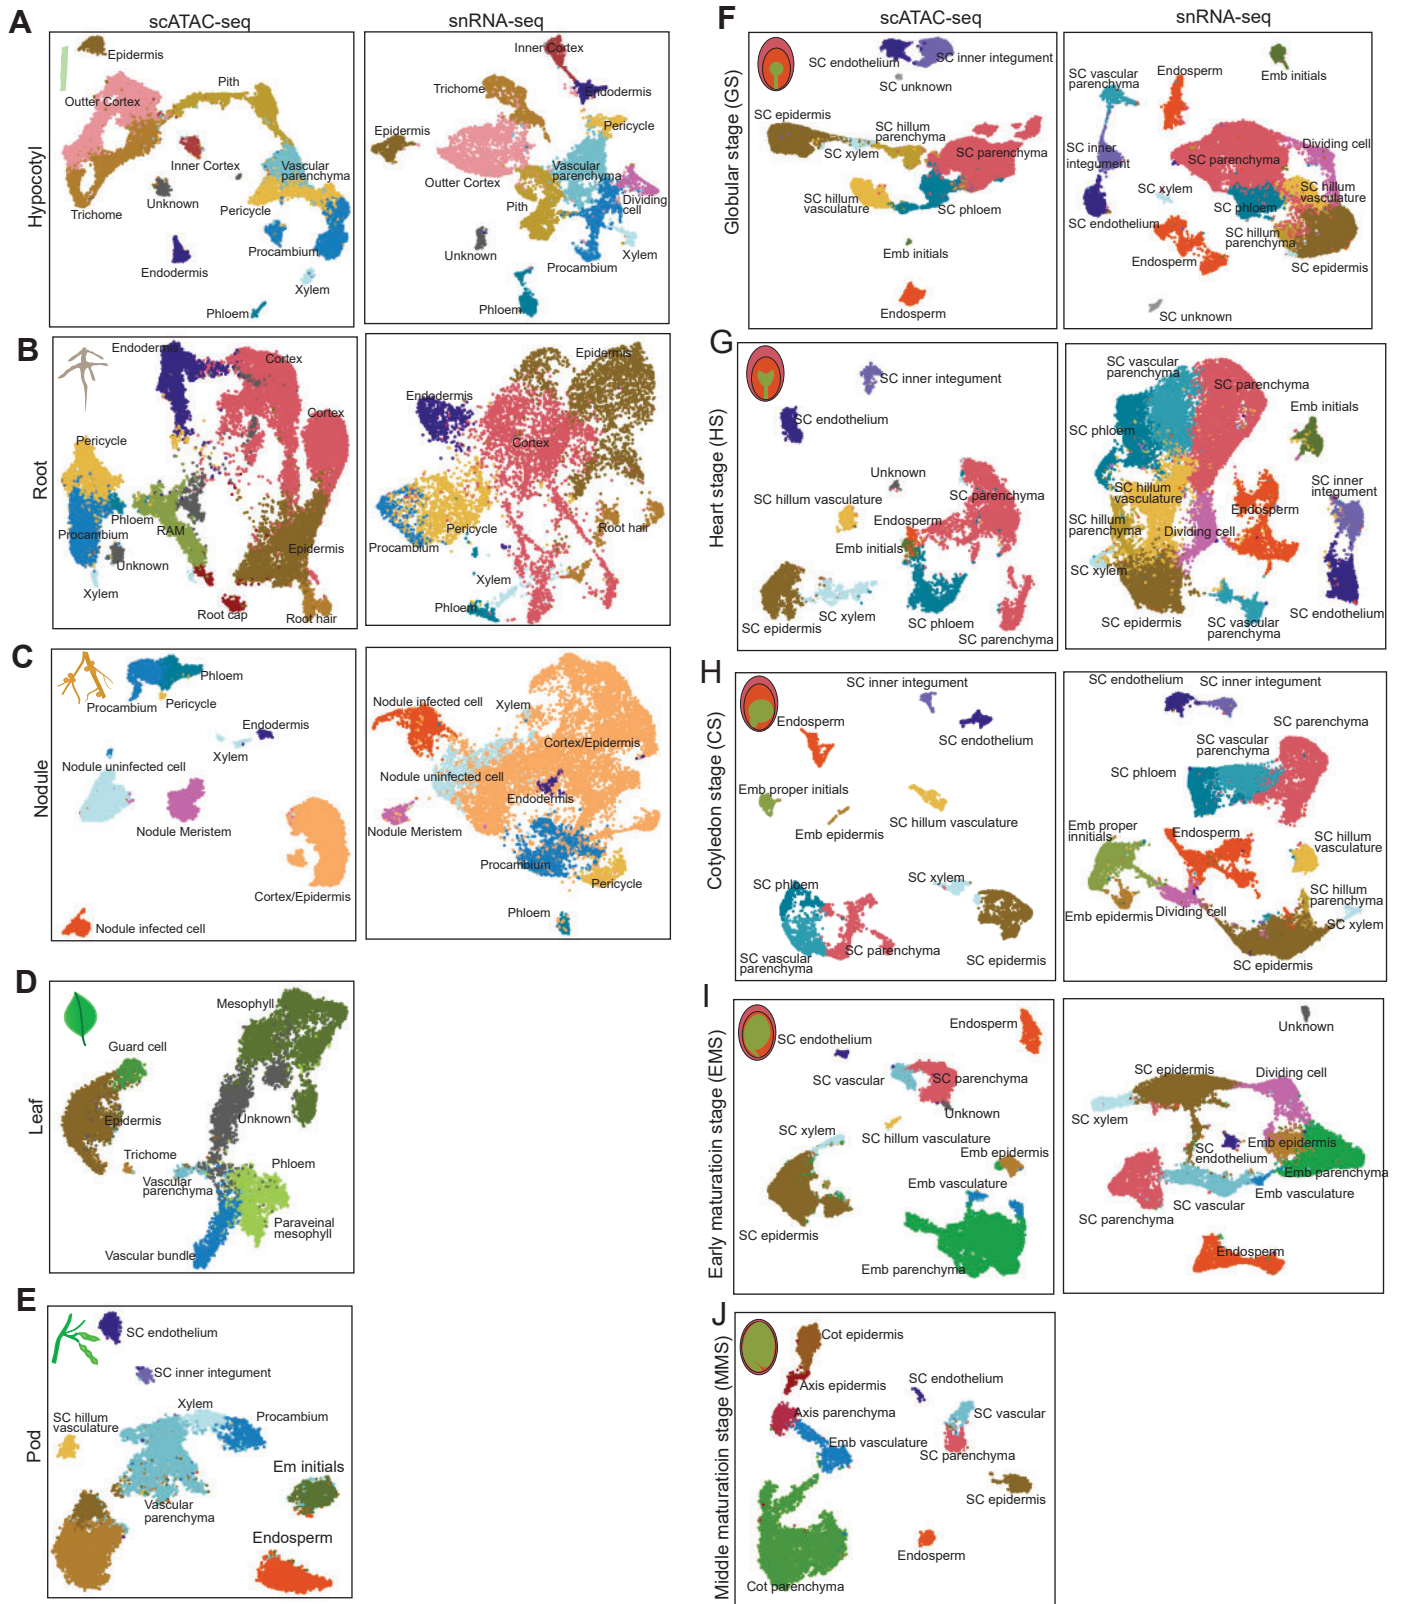 A
scATAC-seq
snRNA-seq
Hypocotyl
Epidermis
Outter Cortex
Pith
Inner Cortex
Vascular
parenchyma
Unknown
Trichome
Pericycle
Procambium
Endodermis
Xylem
Phloem
Inner Cortex
Trichome
Endodermis
Epidermis
Pericycle
Outter Cortex
Vascular
parenchyma
Pith
Dividing
cell
Unknown
Xylem
Procambium
Phloem
B
Root
Endodermis
Cortex
Cortex
Pericycle
Phloem
RAM
Procambium
Unknown
Epidermis
Xylem
Root cap
Root hair
Epidermis
Endodermis
Cortex
Pericycle
Root hair
Procambium
Xylem
Phloem
C
Nodule
Phloem
Procambium
Pericycle
Endodermis
Xylem
Nodule uninfected cell
Nodule Meristem
Cortex/Epidermis
Nodule infected cell
Nodule infected cell
Xylem
Cortex/Epidermis
Nodule uninfected cell
Endodermis
Nodule Meristem
Procambium
Pericycle
Phloem
D
Leaf
Mesophyll
Guard cell
Epidermis
Unknown
Trichome
Phloem
Vascular
parenchyma
Paraveinal
mesophyll
Vascular bundle
E
Pod
SC endothelium
SC inner integument
Xylem
SC hillum
vasculature
Procambium
Em initials
Vascular
parenchyma
Endosperm
F
scATAC-seq
snRNA-seq
Globular stage (GS)
SC endothelium
SC inner integument
SC unknown
SC epidermis
SC hillum
parenchyma
SC xylem
SC parenchyma
SC hillum
vasculature
SC phloem
Emb initials
Endosperm
SC vascular
parenchyma
Endosperm
Emb initials
SC inner
integument
Dividing cell
SC parenchyma
SC xylem
SC hillum
vasculature
SC phloem
SC endothelium
SC hillum
parenchyma
Endosperm
SC epidermis
SC unknown
G
Heart stage (HS)
SC inner integument
SC endothelium
Unknown
SC hillum vasculature
SC parenchyma
Endosperm
Emb initials
SC xylem
SC epidermis
SC phloem
SC parenchyma
SC vascular
parenchyma
SC parenchyma
Emb initials
SC phloem
SC inner
integument
SC hillum
vasculature
Endosperm
SC hillum
parenchyma
Dividing cell
SC xylem
SC endothelium
SC epidermis
SC vascular
parenchyma
H
Cotyledon stage (CS)
SC inner integument
Endosperm
SC endothelium
Emb proper initials
Emb epidermis
SC hillum vasculature
SC phloem
SC xylem
SC parenchyma
SC vascular
parenchyma
SC epidermis
SC endothelium
SC inner integument
SC parenchyma
SC vascular
parenchyma
SC phloem
Emb proper
innitials
Endosperm
SC hillum
vasculature
SC hillum
parenchyma
Emb epidermis
Dividing cell
SC xylem
SC epidermis
I
Early maturatioin stage (EMS)
Endosperm
SC endothelium
SC vascular
SC parenchyma
Unknown
SC xylem
SC hillum vasculature
Emb epidermis
Emb vasculature
SC epidermis
Emb parenchyma
Unknown
SC epidermis
Dividing cell
SC xylem
SC
endothelium
Emb epidermis
Emb parenchyma
Emb vasculature
SC vascular
SC parenchyma
Endosperm
J
Middle maturatioin stage (MMS)
Cot epidermis
Axis epidermis
SC endothelium
Axis parenchyma
SC vascular
Emb vasculature
SC parenchyma
SC epidermis
Endosperm
Cot parenchyma